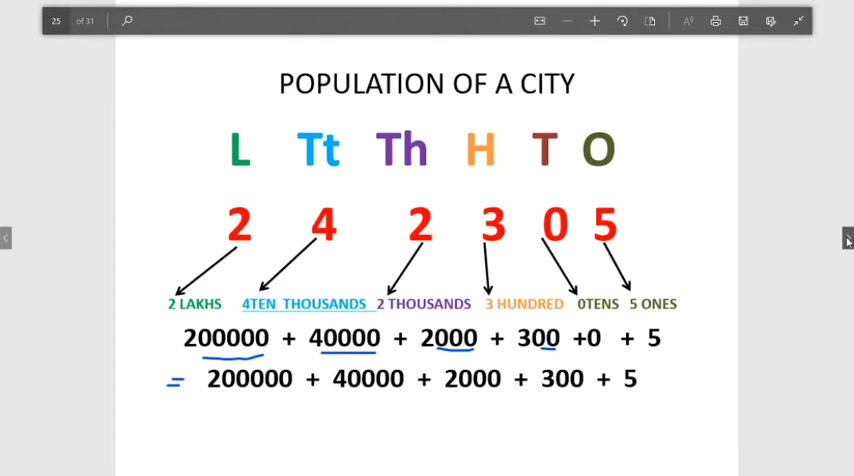 25 of 31
POPULATION OF A CITY
L Tt Th H T O
2 4 2 3 0 5
2 LAKHS 4TEN THOUSANDS 2 THOUSANDS 3 HUNDRED 0TENS 5 ONES
200000 + 40000 + 2000 + 300 +0 + 5
= 200000 + 40000 + 2000 + 300 + 5